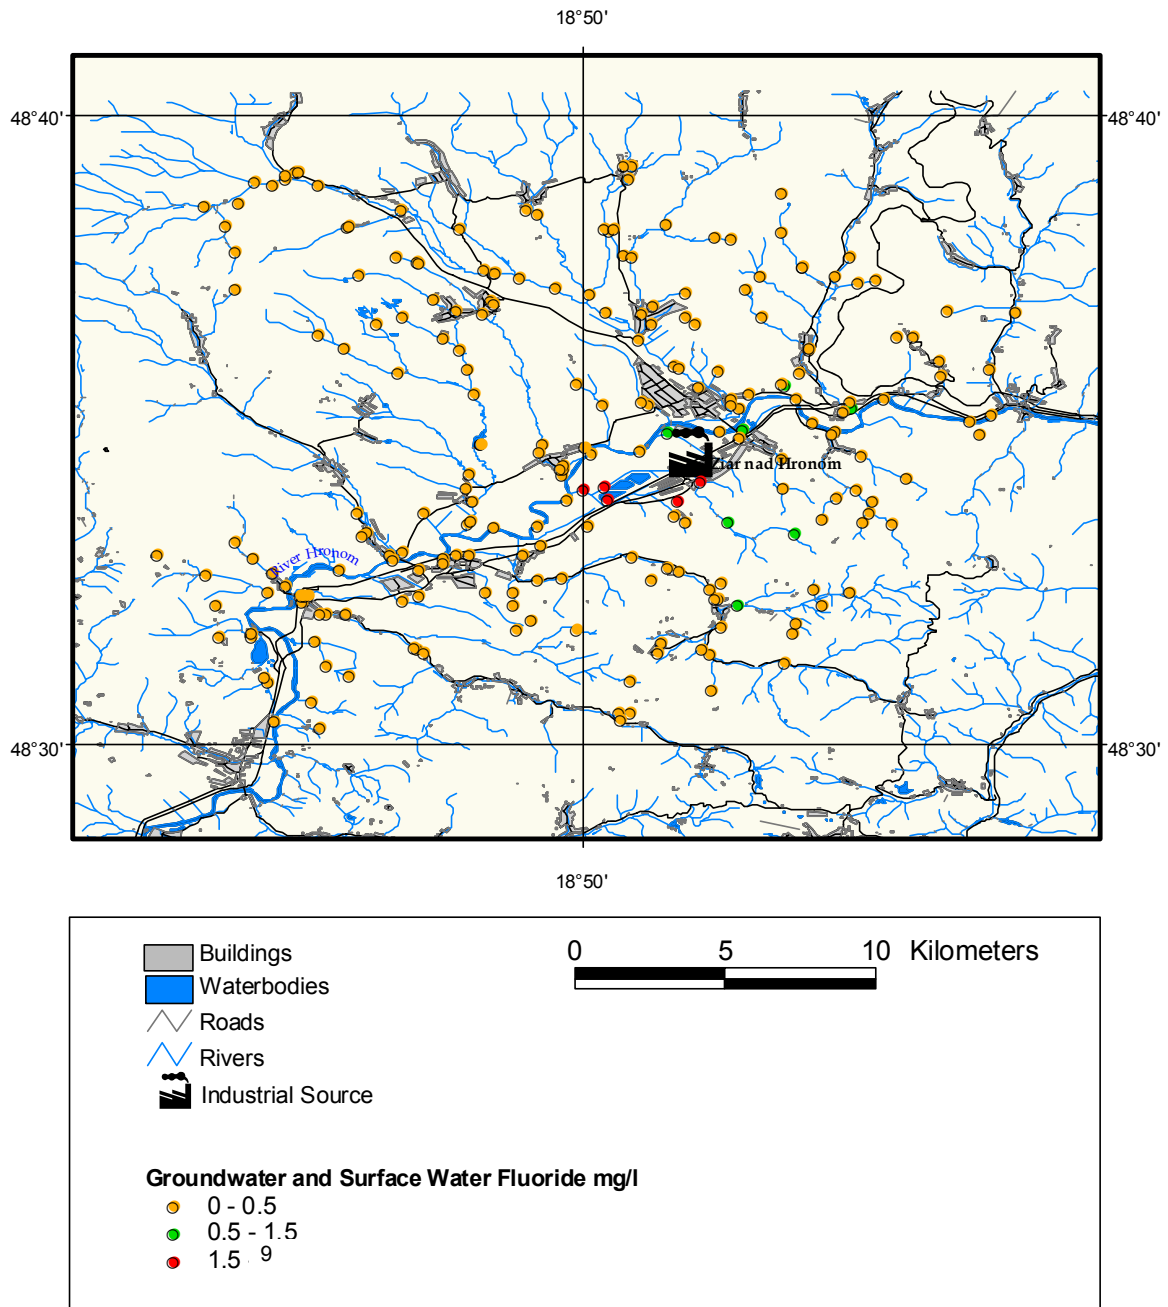 18°50'
48°40'
48°40'
Ziar nad Hronom
River Hronom
48°30'
48°30'
18°50'
Buildings
Waterbodies
Roads
Rivers
Industrial Source
0 5 10 Kilometers
Groundwater and Surface Water Fluoride mg/l
0 - 0.5
0.5 - 1.5
1.5 - 9